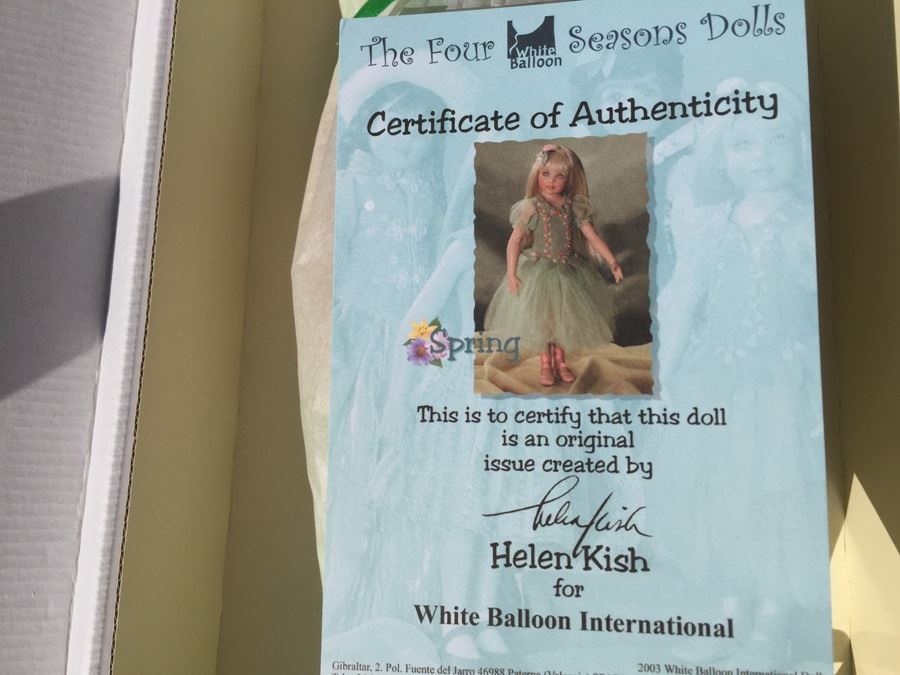 The Four White Balloon Seasons Dolls
Certificate of Authenticity
Spring
This is to certify that this doll
is an original
issue created by
Helen Kish
Helen Kish
for
White Balloon International
Gibraltar, 2. Pol. Fuente del Jarro 46988 Paterna 2003 White Balloon International